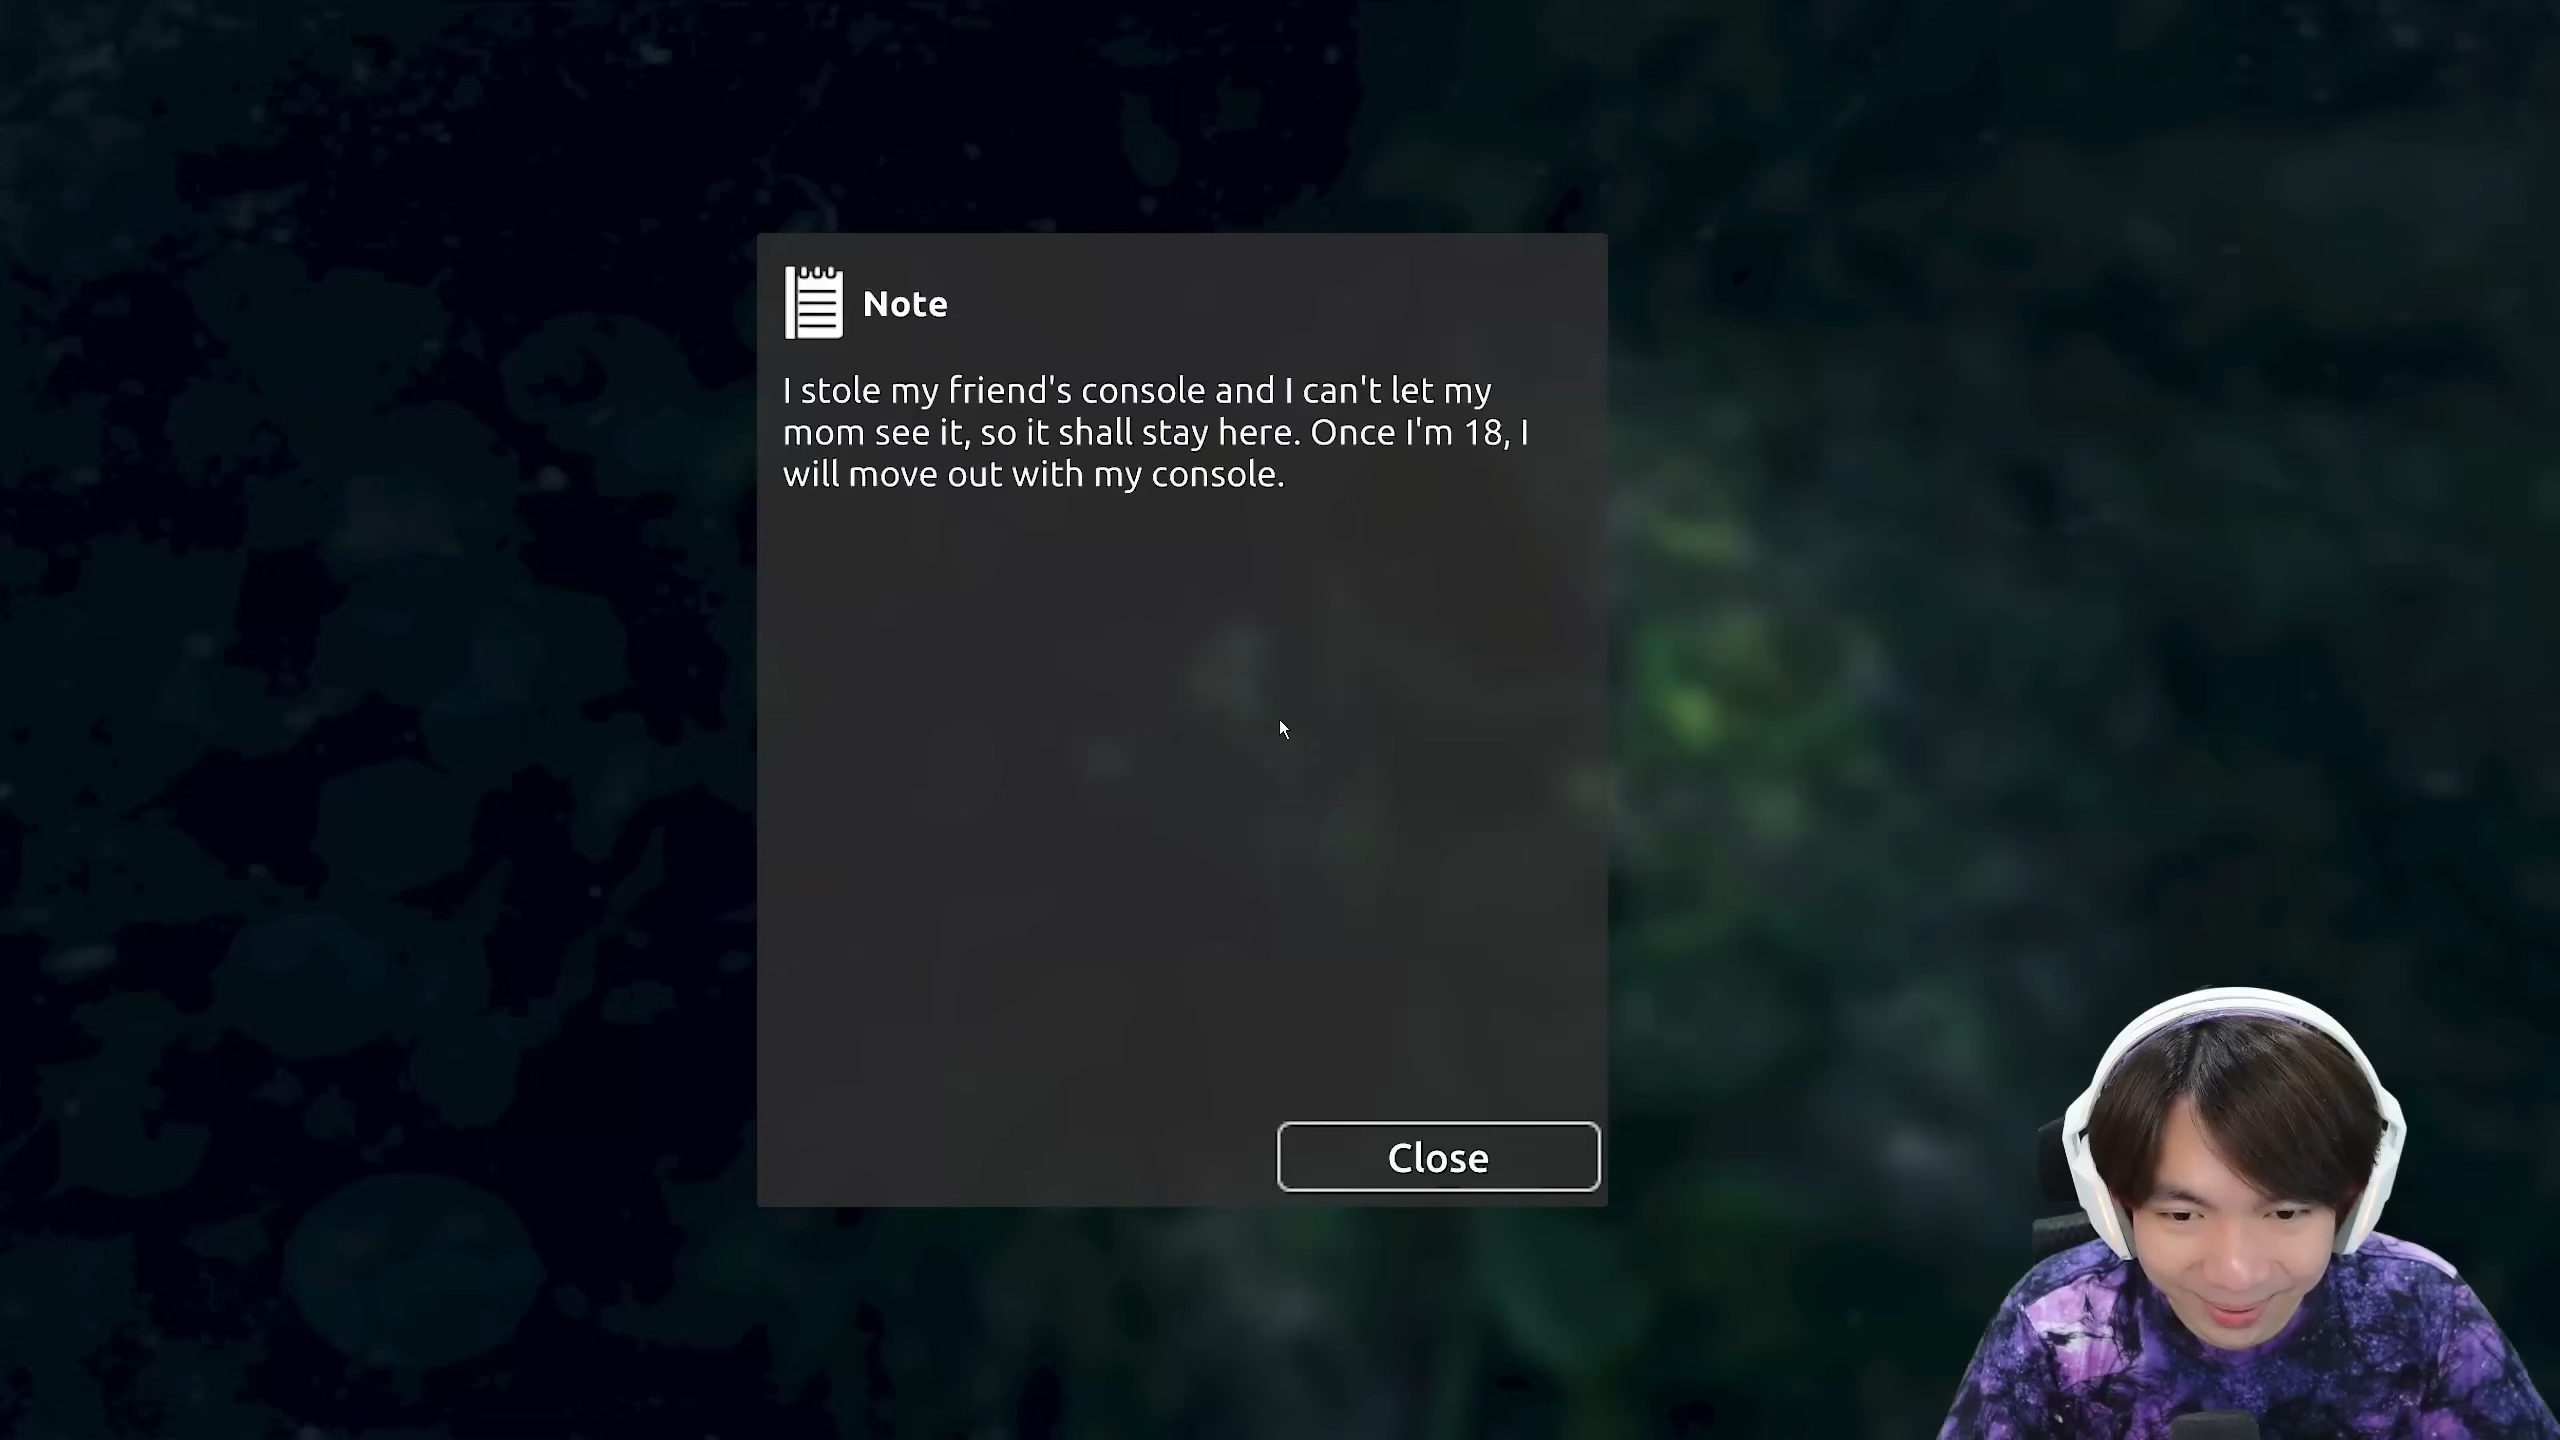 Note
I stole my friend's console and I can't let my
mom see it, so it shall stay here. Once I'm 18, I
will move out with my console.
Close